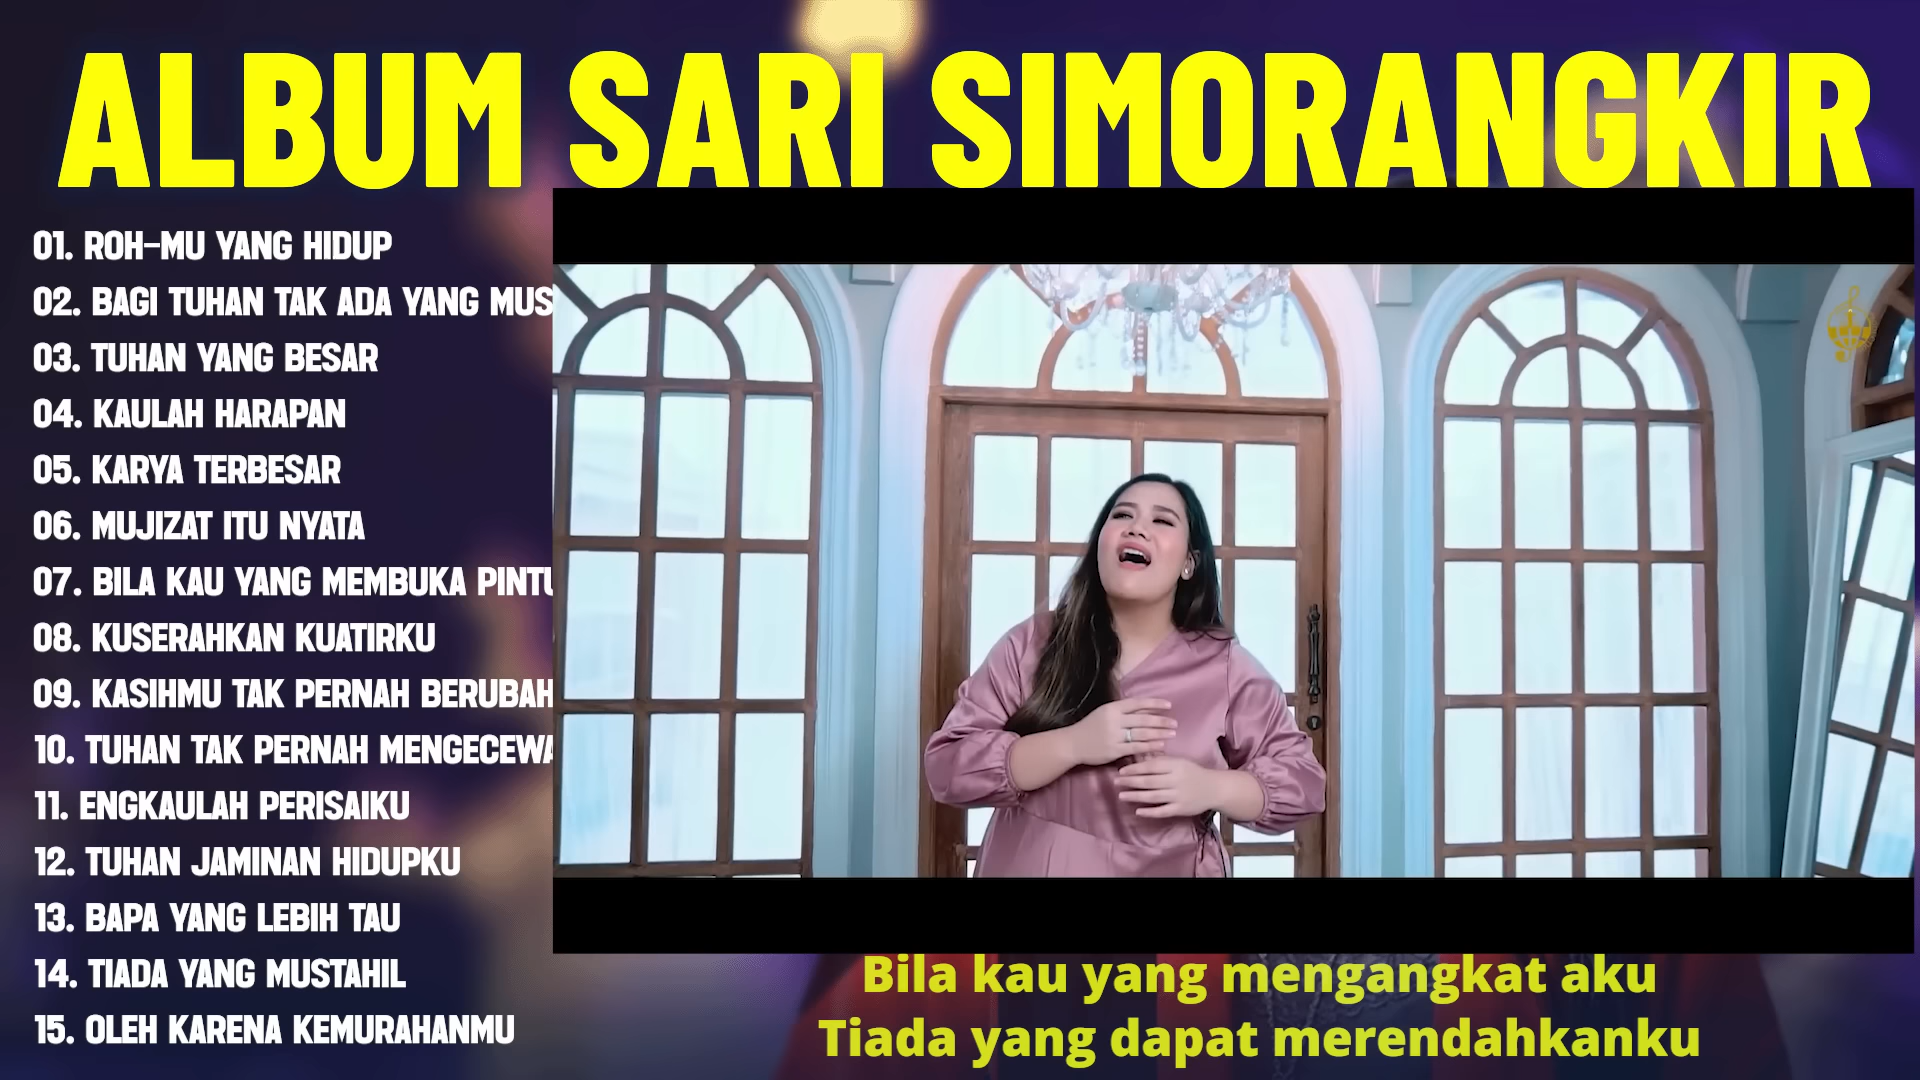 ALBUM SARI SIMORANGKIR
01. ROH-MU YANG HIDUP
02. BAGI TUHAN TAK ADA YANG MUS
03. TUHAN YANG BESAR
04. KAULAH HARAPAN
05. KARYA TERBESAR
06. MUJIZAT ITU NYATA
07. BILA KAU YANG MEMBUKA PINTU
08. KUSERAHKAN KUATIRKU
09. KASIHMU TAK PERNAH BERUBAH
10. TUHAN TAK PERNAH MENGECEWA
11. ENGKAULAH PERISAIKU
12. TUHAN JAMINAN HIDUPKU
13. BAPA YANG LEBIH TAU
14. TIADA YANG MUSTAHIL
15. OLEH KARENA KEMURAHANMU
Bila kau yang mengangkat aku
Tiada yang dapat merendahkanku